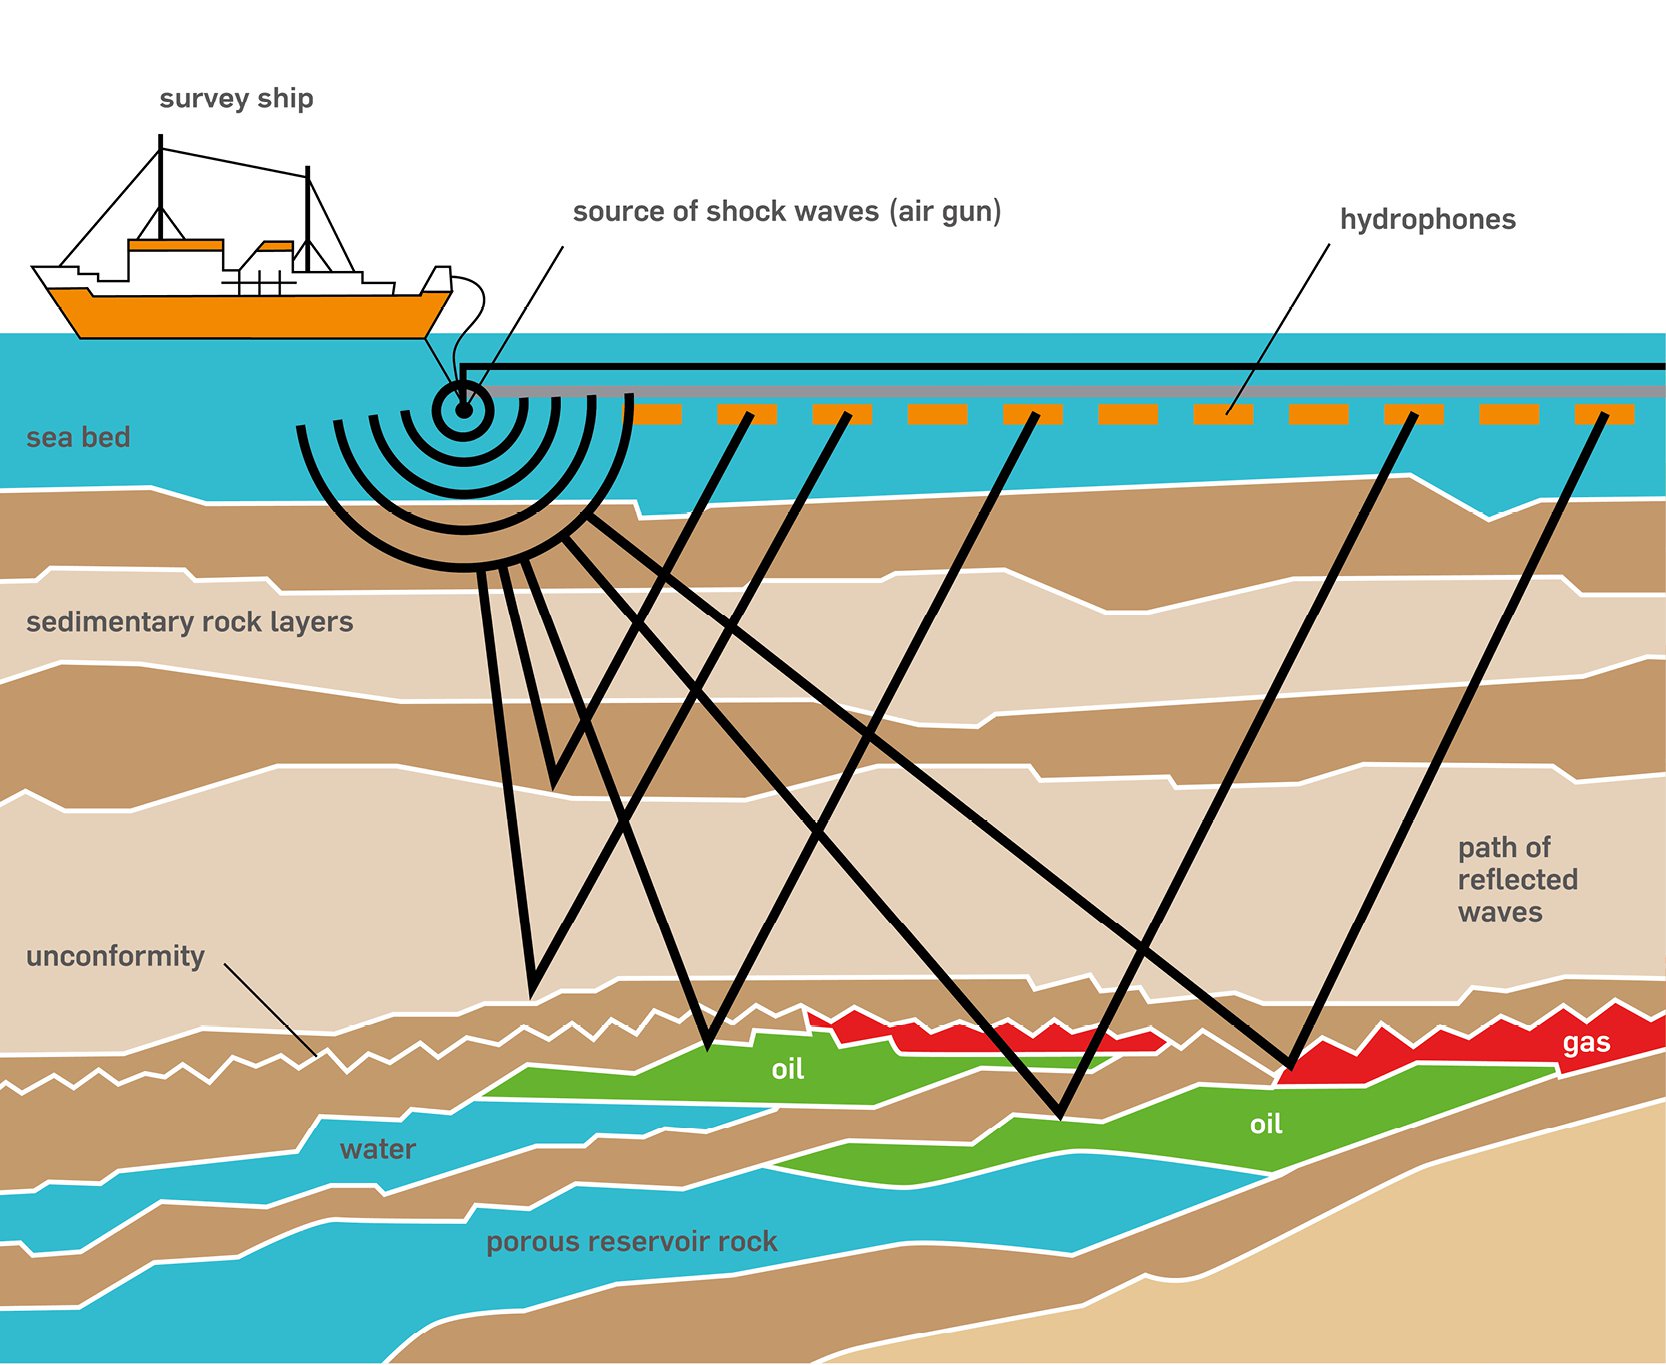 survey ship
source of shock waves (air gun)
hydrophones
sea bed
sedimentary rock layers
path of
reflected
waves
unconformity
gas
oil
oil
water
porous reservoir rock